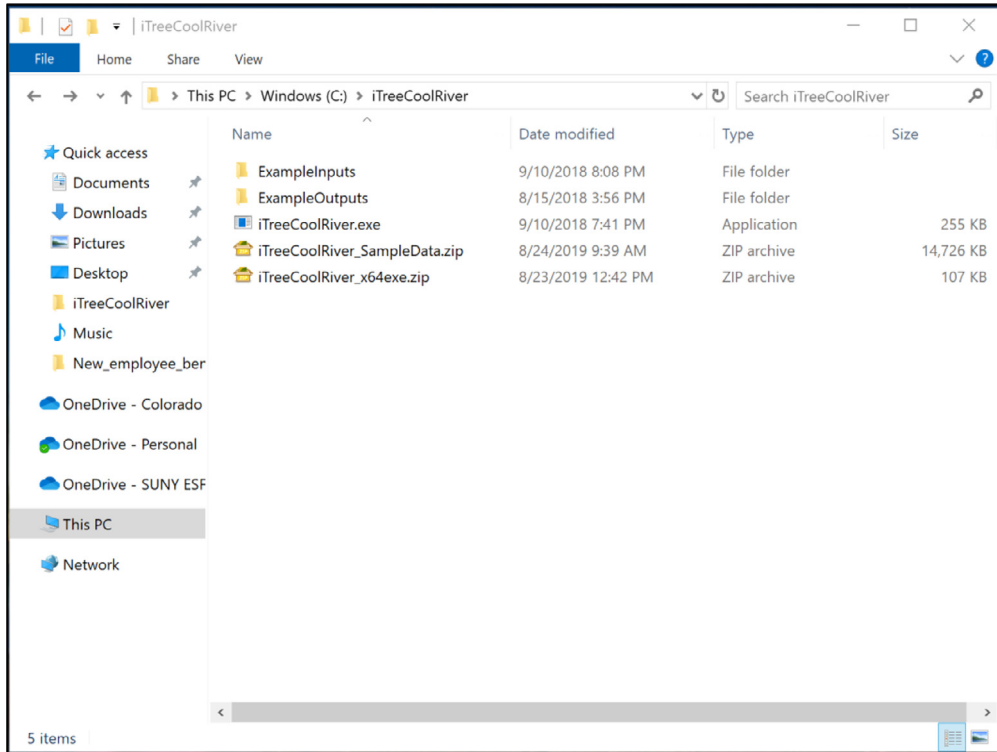 iTreeCoolRiver
File Home Share View
This PC Windows (C:) iTreeCoolRiver Search iTreeCoolRiver
Name Date modified Type Size
Quick access
Documents
Downloads
Pictures
Desktop
iTreeCoolRiver
Music
New_employee_ber
OneDrive - Colorado
OneDrive - Personal
OneDrive - SUNY ESF
This PC
Network
ExampleInputs 9/10/2018 8:08 PM File folder
ExampleOutputs 8/15/2018 3:56 PM File folder
iTreeCoolRiver.exe 9/10/2018 7:41 PM Application 255 KB
iTreeCoolRiver_SampleData.zip 8/24/2019 9:39 AM ZIP archive 14,726 KB
iTreeCoolRiver_x64exe.zip 8/23/2019 12:42 PM ZIP archive 107 KB
5 items